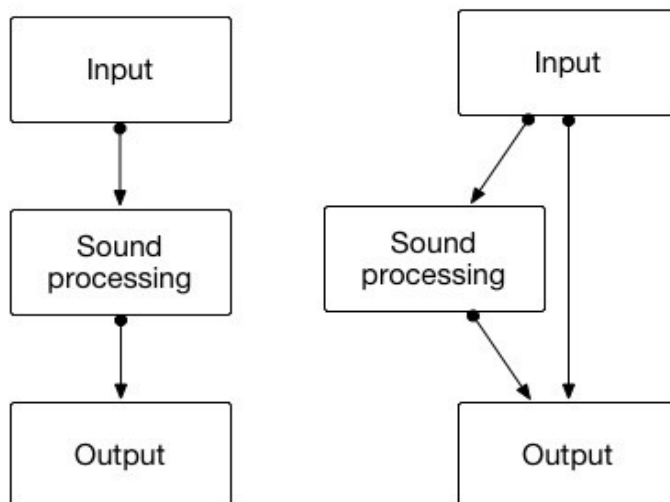 Input
Sound
processing
Output
Input
Sound
processing
Output